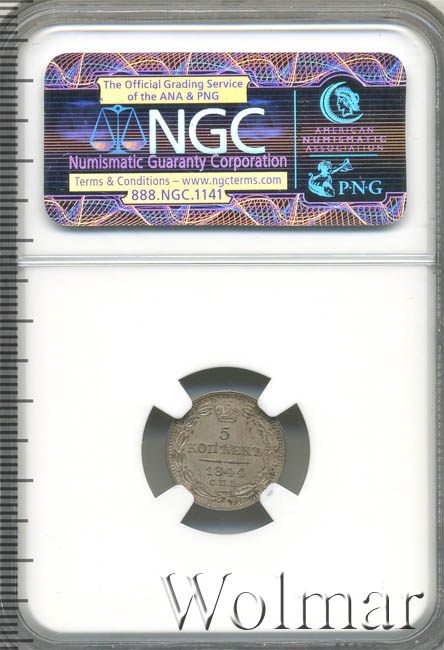 The Official Grading Service
of the ANA & PNG
NGC
Numismatic Guaranty Corporation
Terms & Conditions – www.ngcterms.com
888.NGC.1141
AMERICAN
NUMISMATIC
ASSOCIATION
P·N·G
5
КОПѢЕКЪ
1844
С.П.Б.
Wolmar